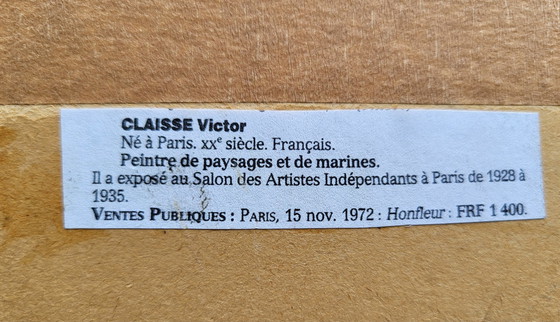 CLAISSE Victor
Né à Paris. XXe siècle. Français.
Peintre de paysages et de marines.
Il a exposé au Salon des Artistes Indépendants à Paris de 1928 à
1935.
VENTES PUBLIQUES : PARIS, 15 nov. 1972 : Honfleur : FRF 1 400.